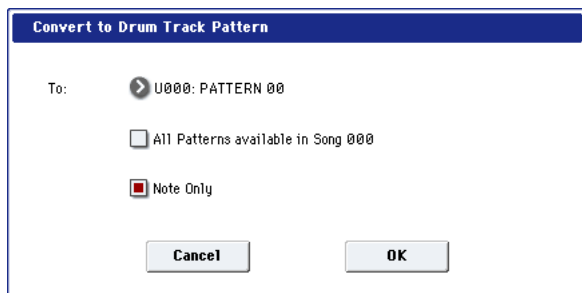 Convert to Drum Track Pattern
To: U000: PATTERN 00
All Patterns available in Song 000
Note Only
Cancel OK